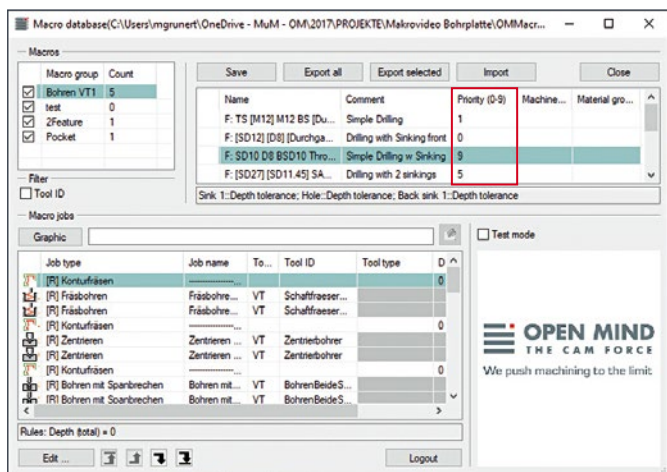 Macro database(C:\Users\mgrunert\OneDrive - MuM - OM\2017\PROJEKTE\Makrovideo Bohrplatte\OMMacr...
Macros
Macro group Count
Bohren VT1 5
test 0
2Feature 1
Pocket 1
Filter
Tool ID
Save Export all Export selected Import Close
Name Comment Priority (0-9) Machine... Material gro...
F: TS [M12] M12 BS [Du... Simple Drilling 1
F: [SD12] [D8] [Durchga... Drilling with Sinking front 0
F: SD10 D8 BSD10 Thro... Simple Drilling w Sinking 9
F: [SD27] [SD11.45] SA... Drilling with 2 sinkings 5
Sink 1::Depth tolerance; Hole::Depth tolerance; Back sink 1::Depth tolerance
Macro jobs
Graphic
Test mode
Job type Job name To... Tool ID Tool type D
[R] Konturfräsen ---------------... 0
[R] Fräsbohren Fräsbohre... VT Schaftfraeser...
[R] Fräsbohren Fräsbohre... VT Schaftfraeser...
[R] Konturfräsen ---------------... 0
[R] Zentrieren Zentrieren ... VT Zentrierbohrer
[R] Zentrieren Zentrieren ... VT Zentrierbohrer
[R] Konturfräsen ---------------... 0
[R] Bohren mit Spanbrechen Bohren mit... VT BohrenBeideS...
[R] Bohren mit Spanbrechen Bohren mit... VT BohrenBeideS...
OPEN MIND
THE CAM FORCE
We push machining to the limit
Rules: Depth (total) = 0
Edit ... Logout